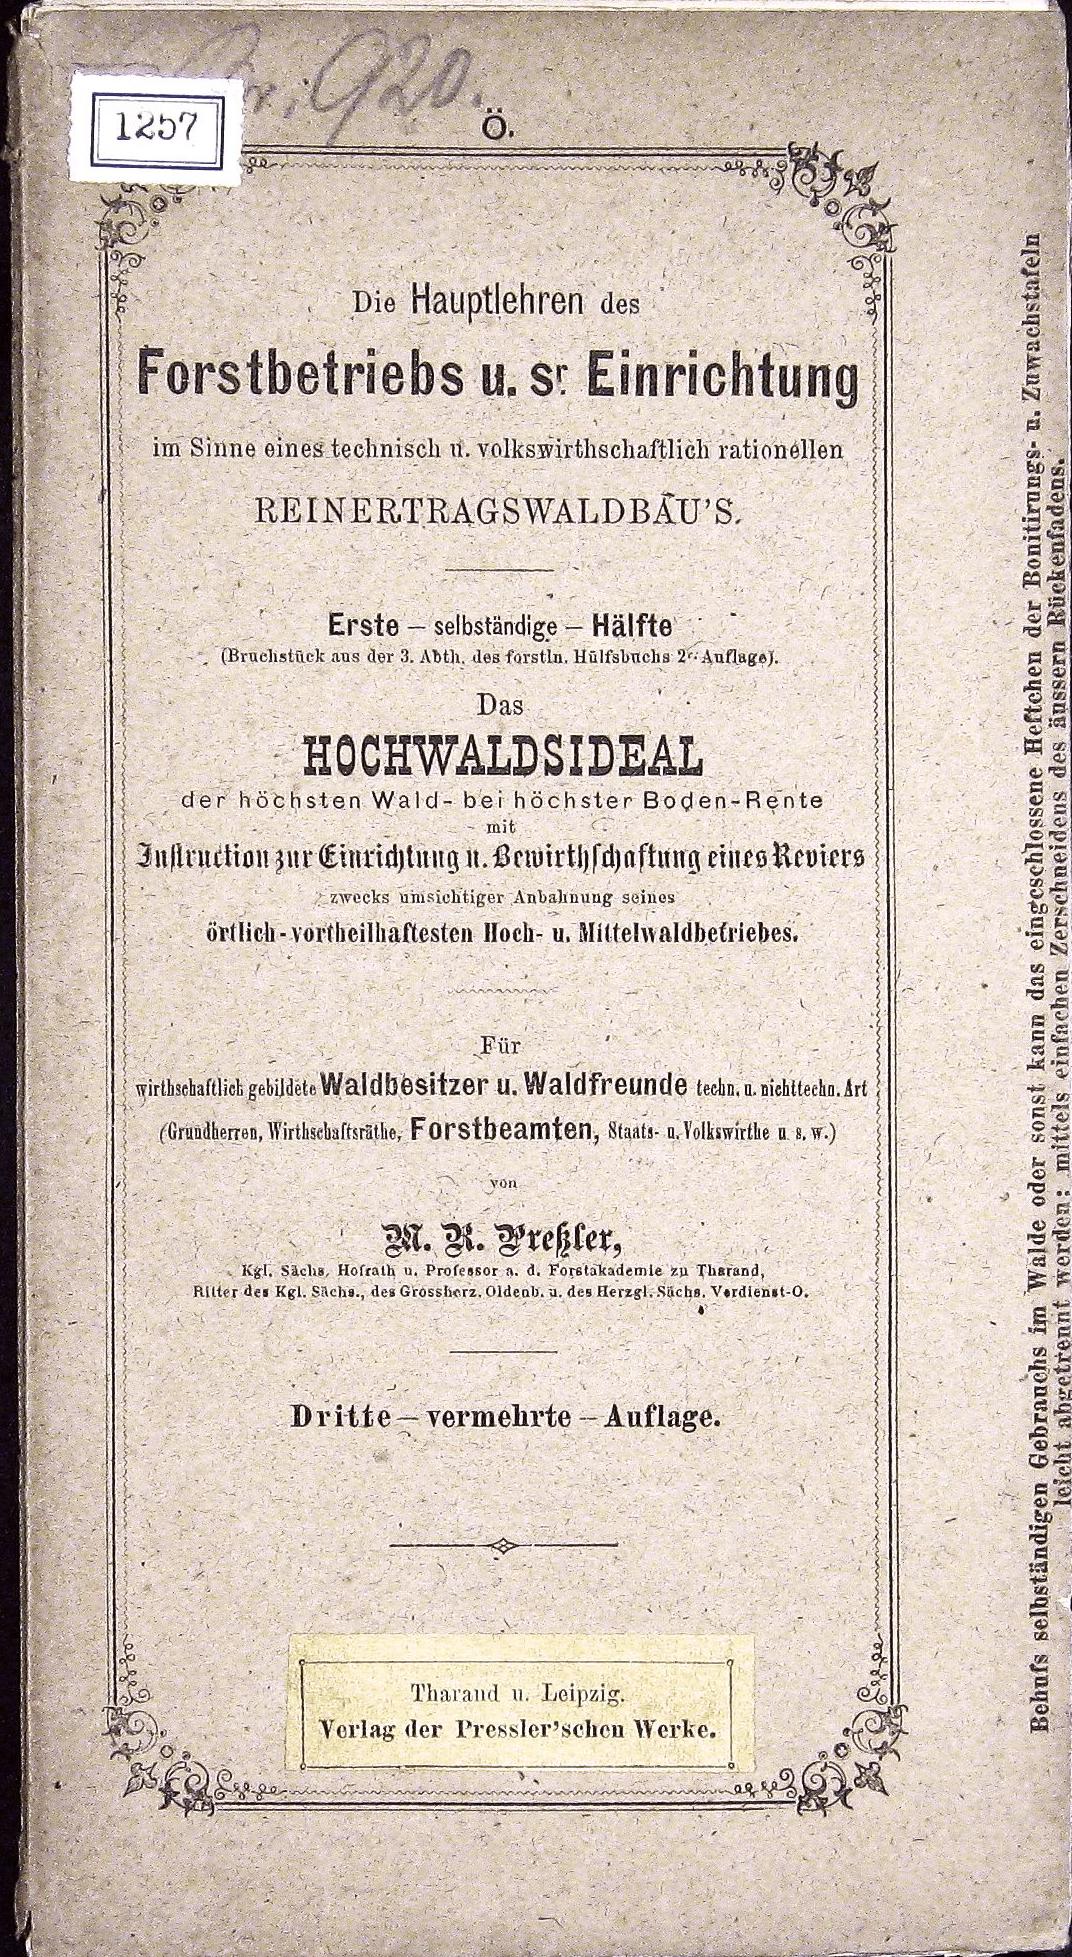 Nr. 920.
1257
Ö.
Die Hauptlehren des
Forstbetriebs u. sr. Einrichtung
im Sinne eines technisch u. volkswirthschaftlich rationellen
REINERTRAGSWALDBAU'S.
Erste – selbständige – Hälfte
(Bruchstück aus der 3. Abth. des forstln. Hülfsbuchs 2r Auflage).
Das
HOCHWALDSIDEAL
der höchsten Wald- bei höchster Boden-Rente
mit
Instruction zur Einrichtung u. Bewirthschaftung eines Reviers
zwecks umsichtiger Anbahnung seines
örtlich-vortheilhaftesten Hoch- u. Mittelwaldbetriebes.
Für
wirthschaftlich gebildete Waldbesitzer u. Waldfreunde techn. u. nichttechn. Art
(Grundherren, Wirthschaftsräthe, Forstbeamten, Staats- u. Volkswirthe u. s. w.)
von
M. R. Preßler,
Kgl. Sächs. Hofrath u. Professor a. d. Forstakademie zu Tharand,
Ritter des Kgl. Sächs., des Grossherz. Oldenb. u. des Herzgl. Sächs. Verdienst-O.
Dritte – vermehrte – Auflage.
Tharand u. Leipzig.
Verlag der Pressler'schen Werke.
Behufs selbständigen Gebrauchs im Walde oder sonst kann das eingeschlossene Heftchen der Bonitirungs- u. Zuwachstafeln
leicht abgetrennt werden: mittels einfachen Zerschneidens des äussern Rückenfadens.